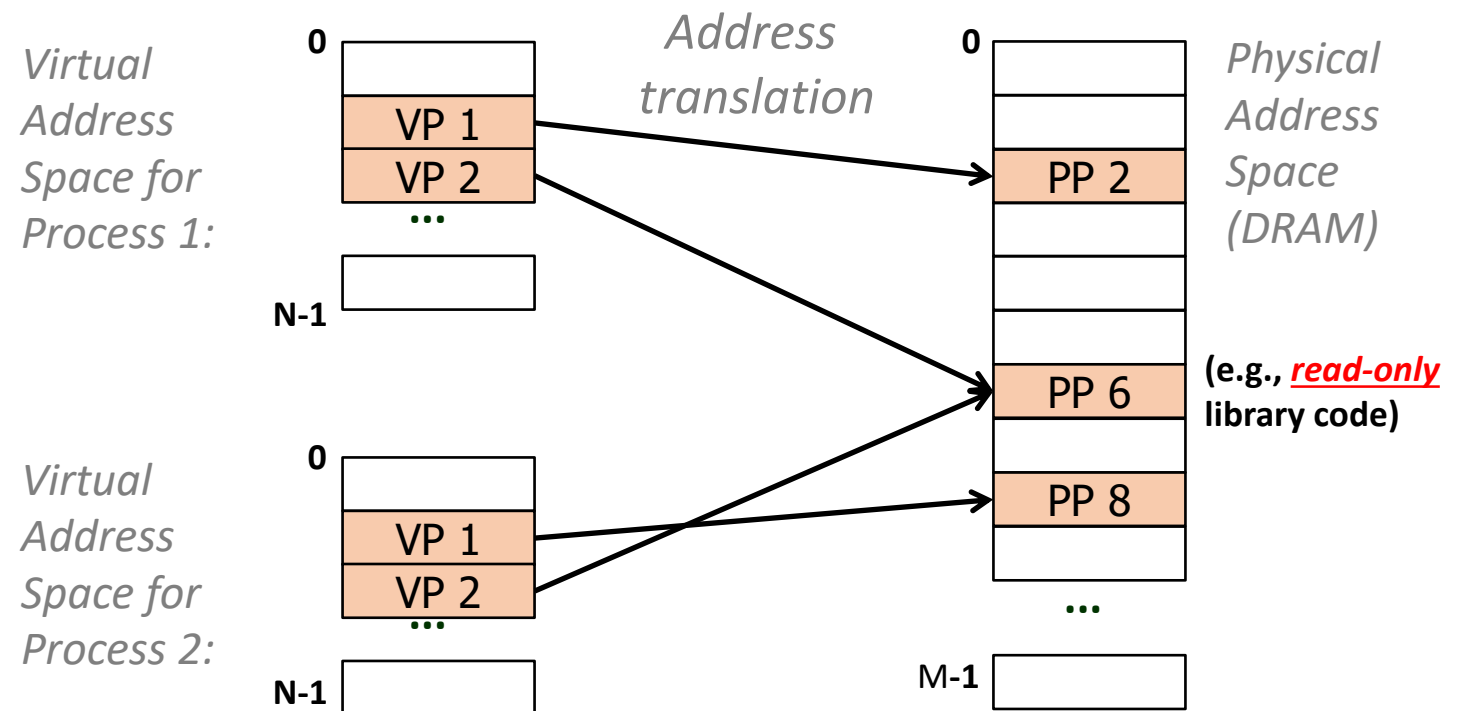 Virtual
Address
Space for
Process 1:
0
VP 1
VP 2
...
N-1
Address
translation
0
PP 2
PP 6
PP 8
...
M-1
Physical
Address
Space
(DRAM)
(e.g., read-only
library code)
Virtual
Address
Space for
Process 2:
0
VP 1
VP 2
...
N-1